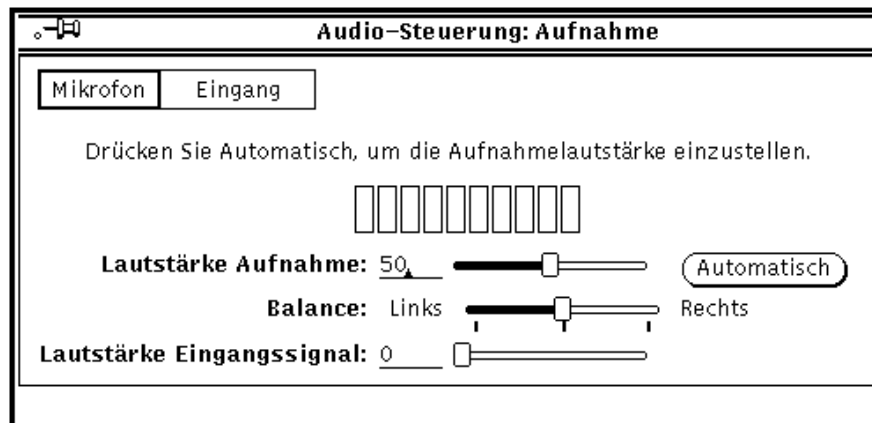 Audio-Steuerung: Aufnahme
Mikrofon Eingang
Drücken Sie Automatisch, um die Aufnahmelautstärke einzustellen.
Lautstärke Aufnahme: 50 Automatisch
Balance: Links Rechts
Lautstärke Eingangssignal: 0